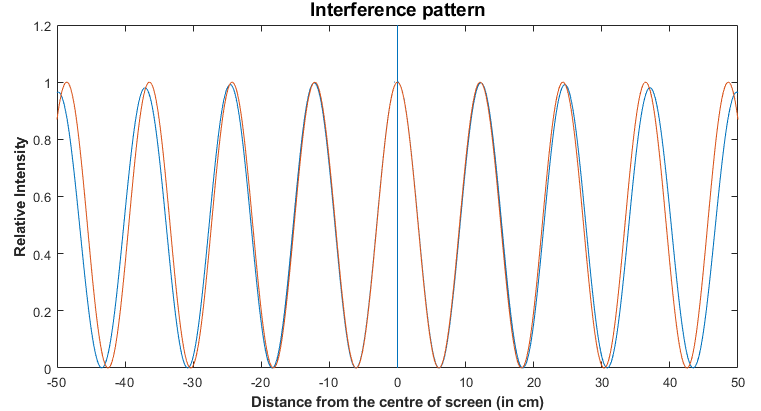 Interference pattern
1.2
1
0.8
0.6
0.4
0.2
0
Relative Intensity
-50 -40 -30 -20 -10 0 10 20 30 40 50
Distance from the centre of screen (in cm)